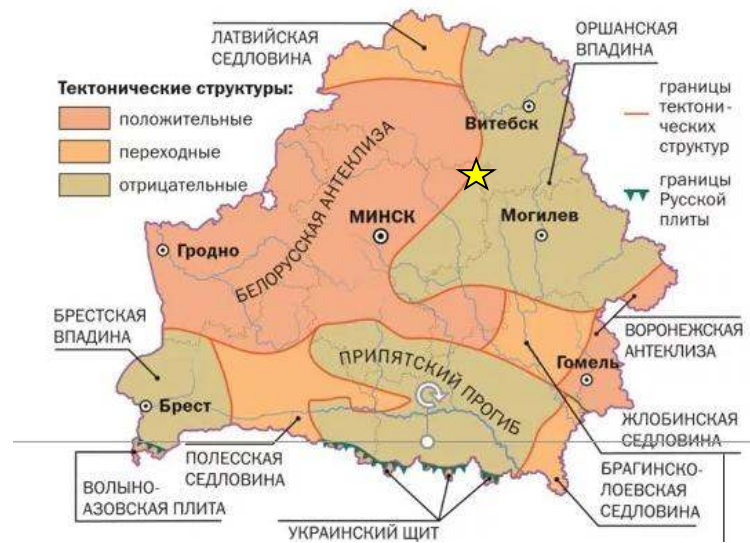 ЛАТВИЙСКАЯ
СЕДЛОВИНА
ОРШАНСКАЯ
ВПАДИНА
Тектонические структуры:
положительные
переходные
отрицательные
границы
тектони-
ческих
структур
границы
Русской
плиты
Витебск
БЕЛОРУССКАЯ АНТЕКЛИЗА
МИНСК
Могилев
Гродно
БРЕСТСКАЯ
ВПАДИНА
ПРИПЯТСКИЙ ПРОГИБ
ВОРОНЕЖСКАЯ
АНТЕКЛИЗА
Гомель
Брест
ЖЛОБИНСКАЯ
СЕДЛОВИНА
ПОЛЕССКАЯ
СЕДЛОВИНА
БРАГИНСКО-
ЛОЕВСКАЯ
СЕДЛОВИНА
ВОЛЫНО-
АЗОВСКАЯ ПЛИТА
УКРАИНСКИЙ ЩИТ